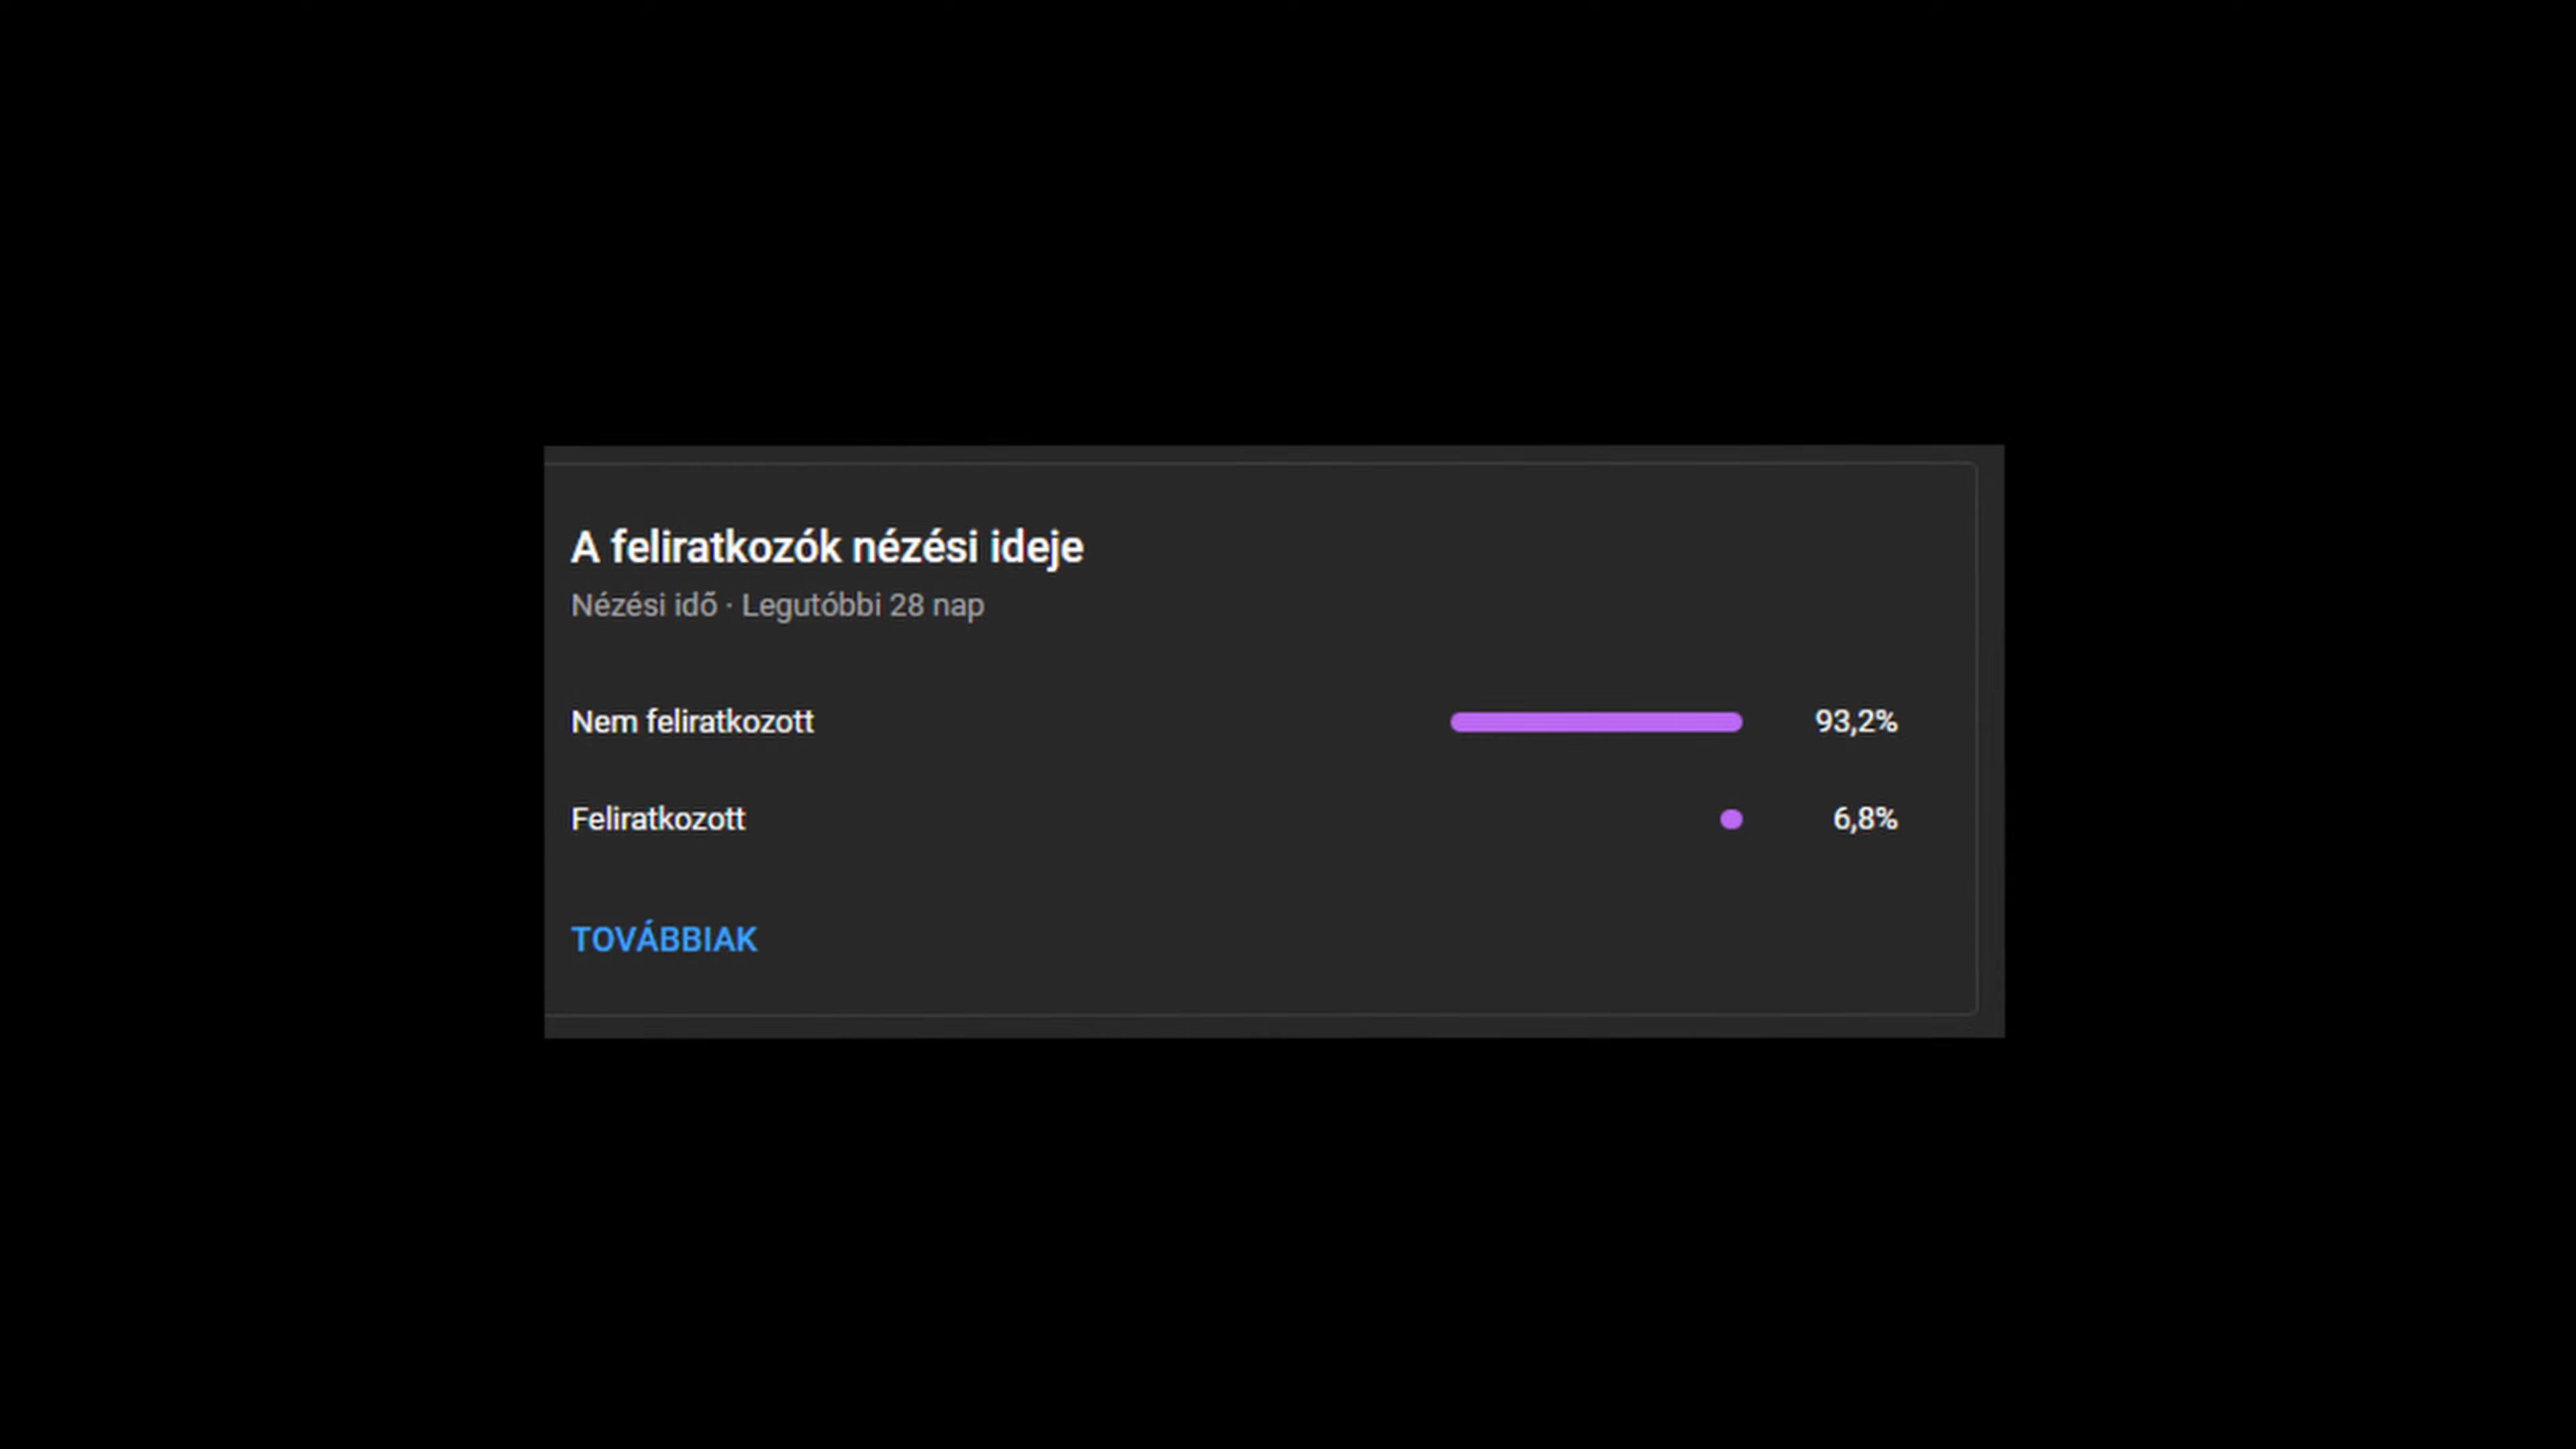 A feliratkozók nézési ideje
Nézési idő · Legutóbbi 28 nap
Nem feliratkozott 93,2%
Feliratkozott 6,8%
TOVÁBBIAK